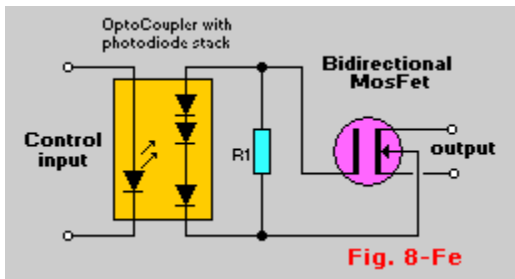 OptoCoupler with
photodiode stack
Bidirectional
MosFet
Control
input
R1
output
Fig. 8-Fe